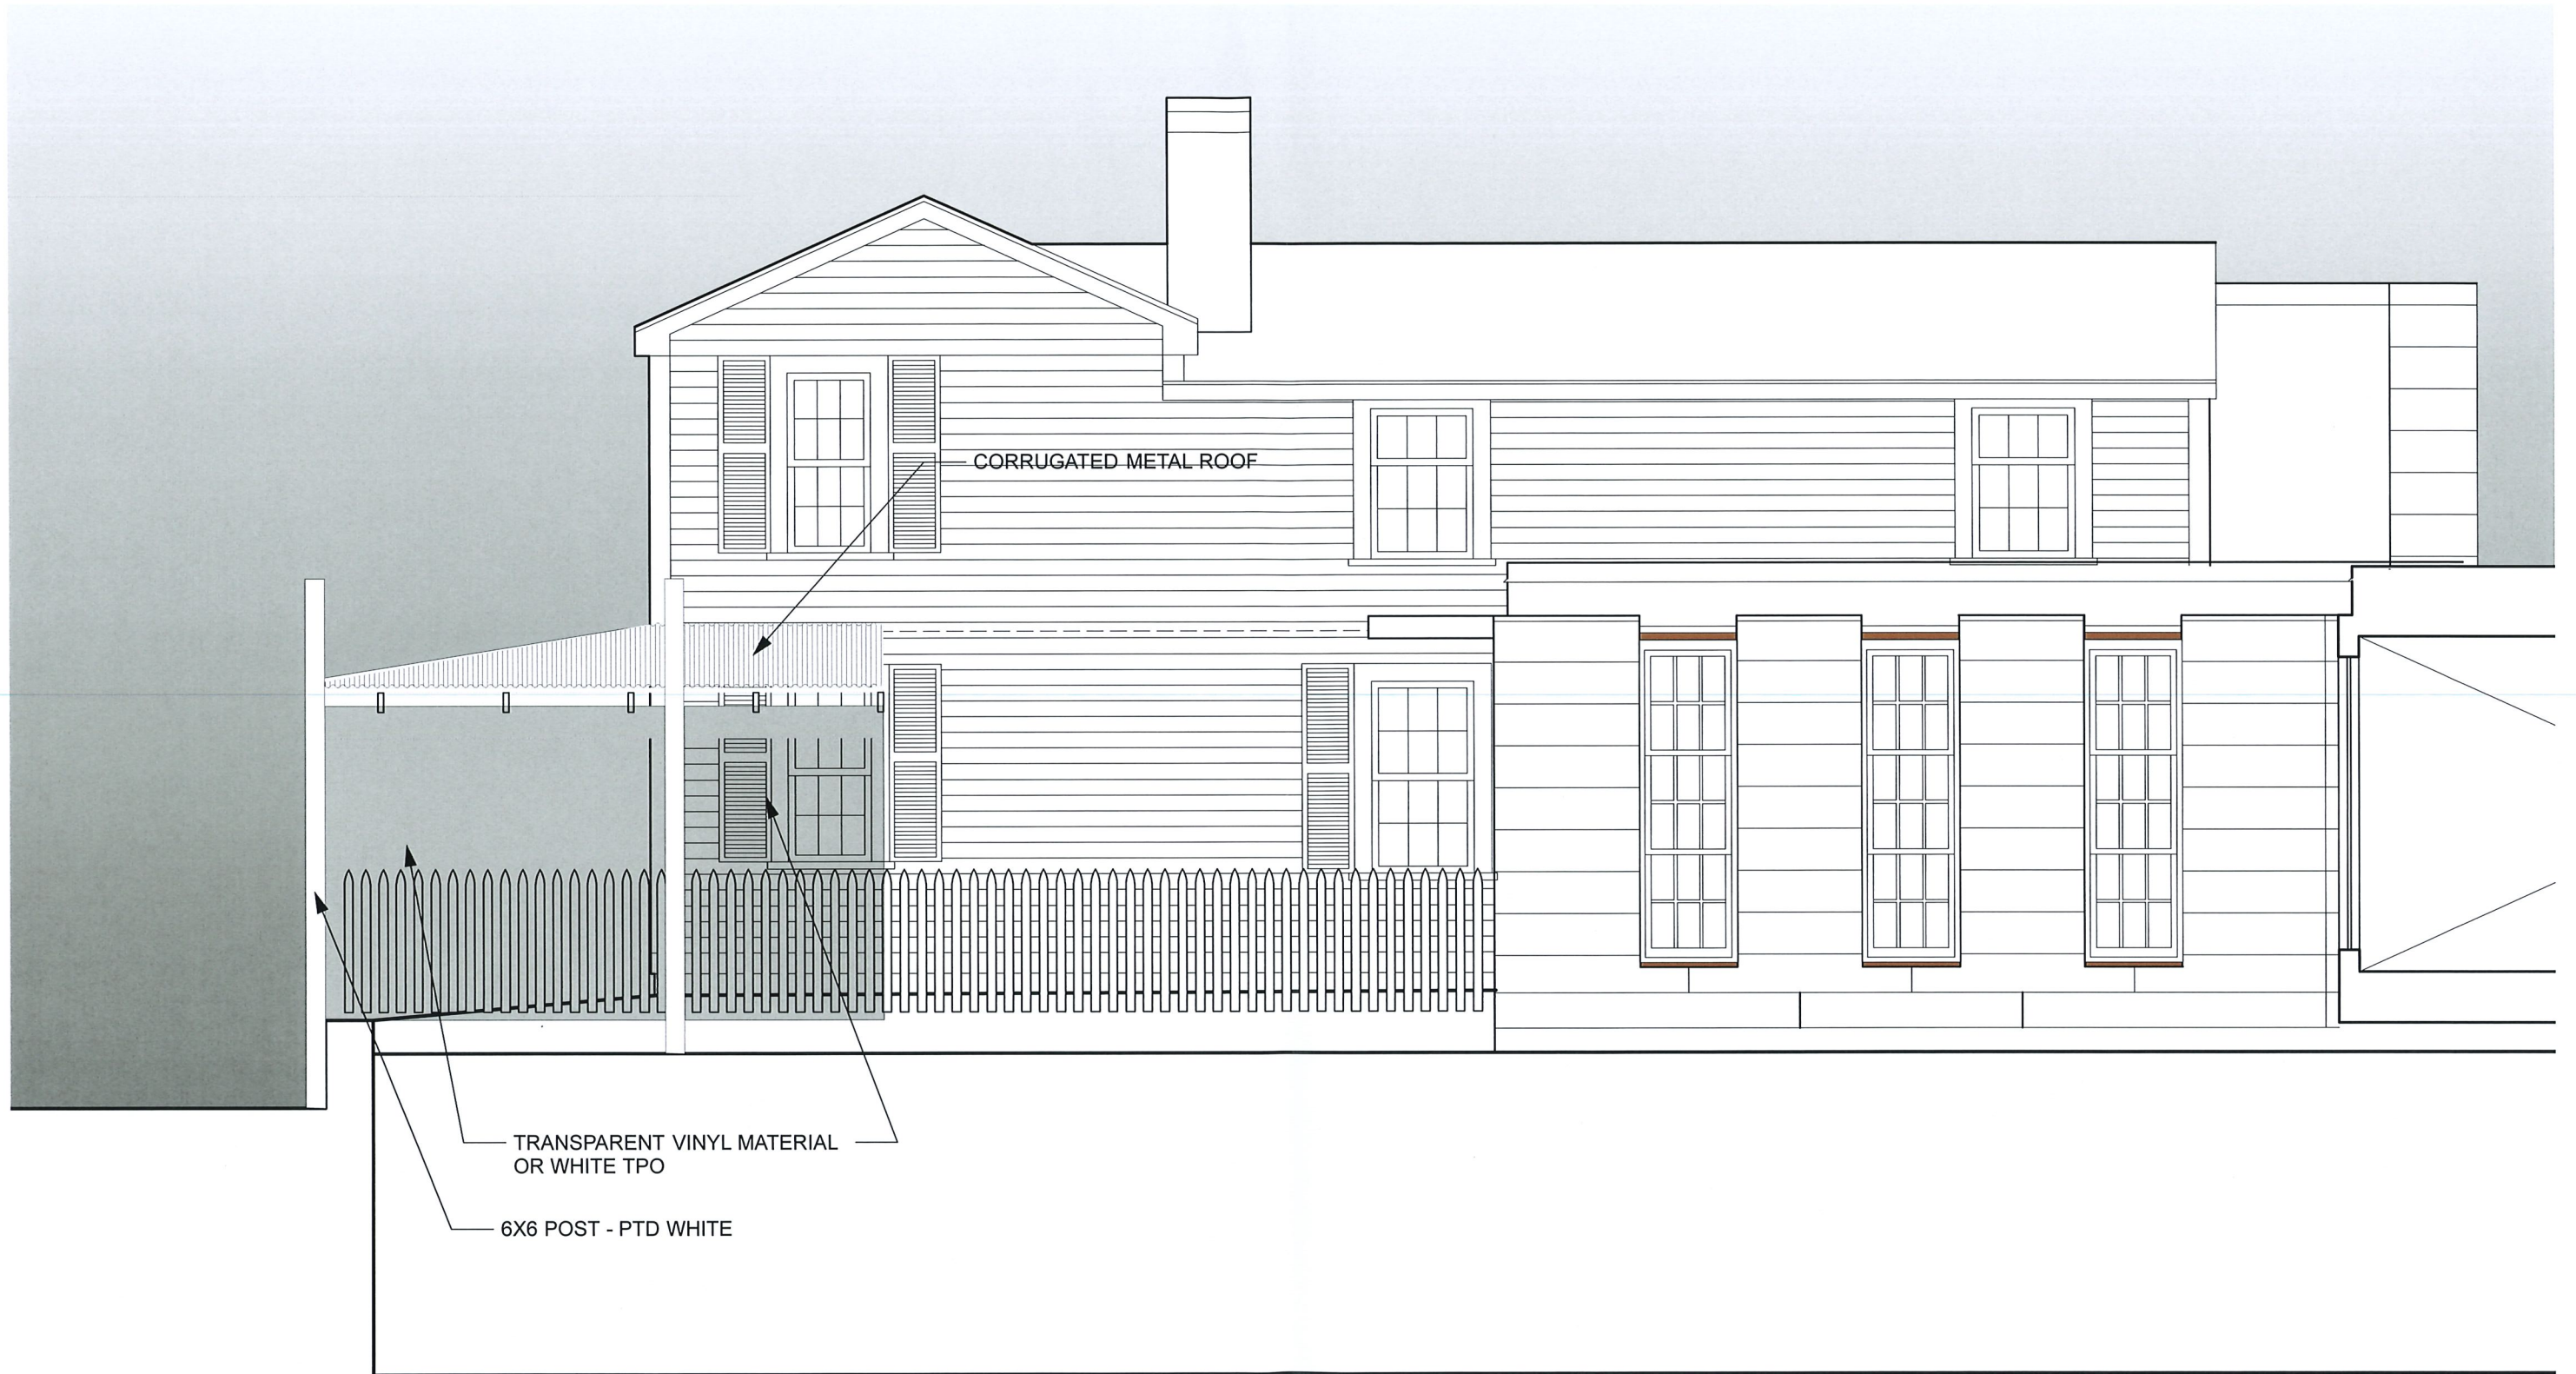 CORRUGATED METAL ROOF
TRANSPARENT VINYL MATERIAL
OR WHITE TPO
6X6 POST - PTD WHITE